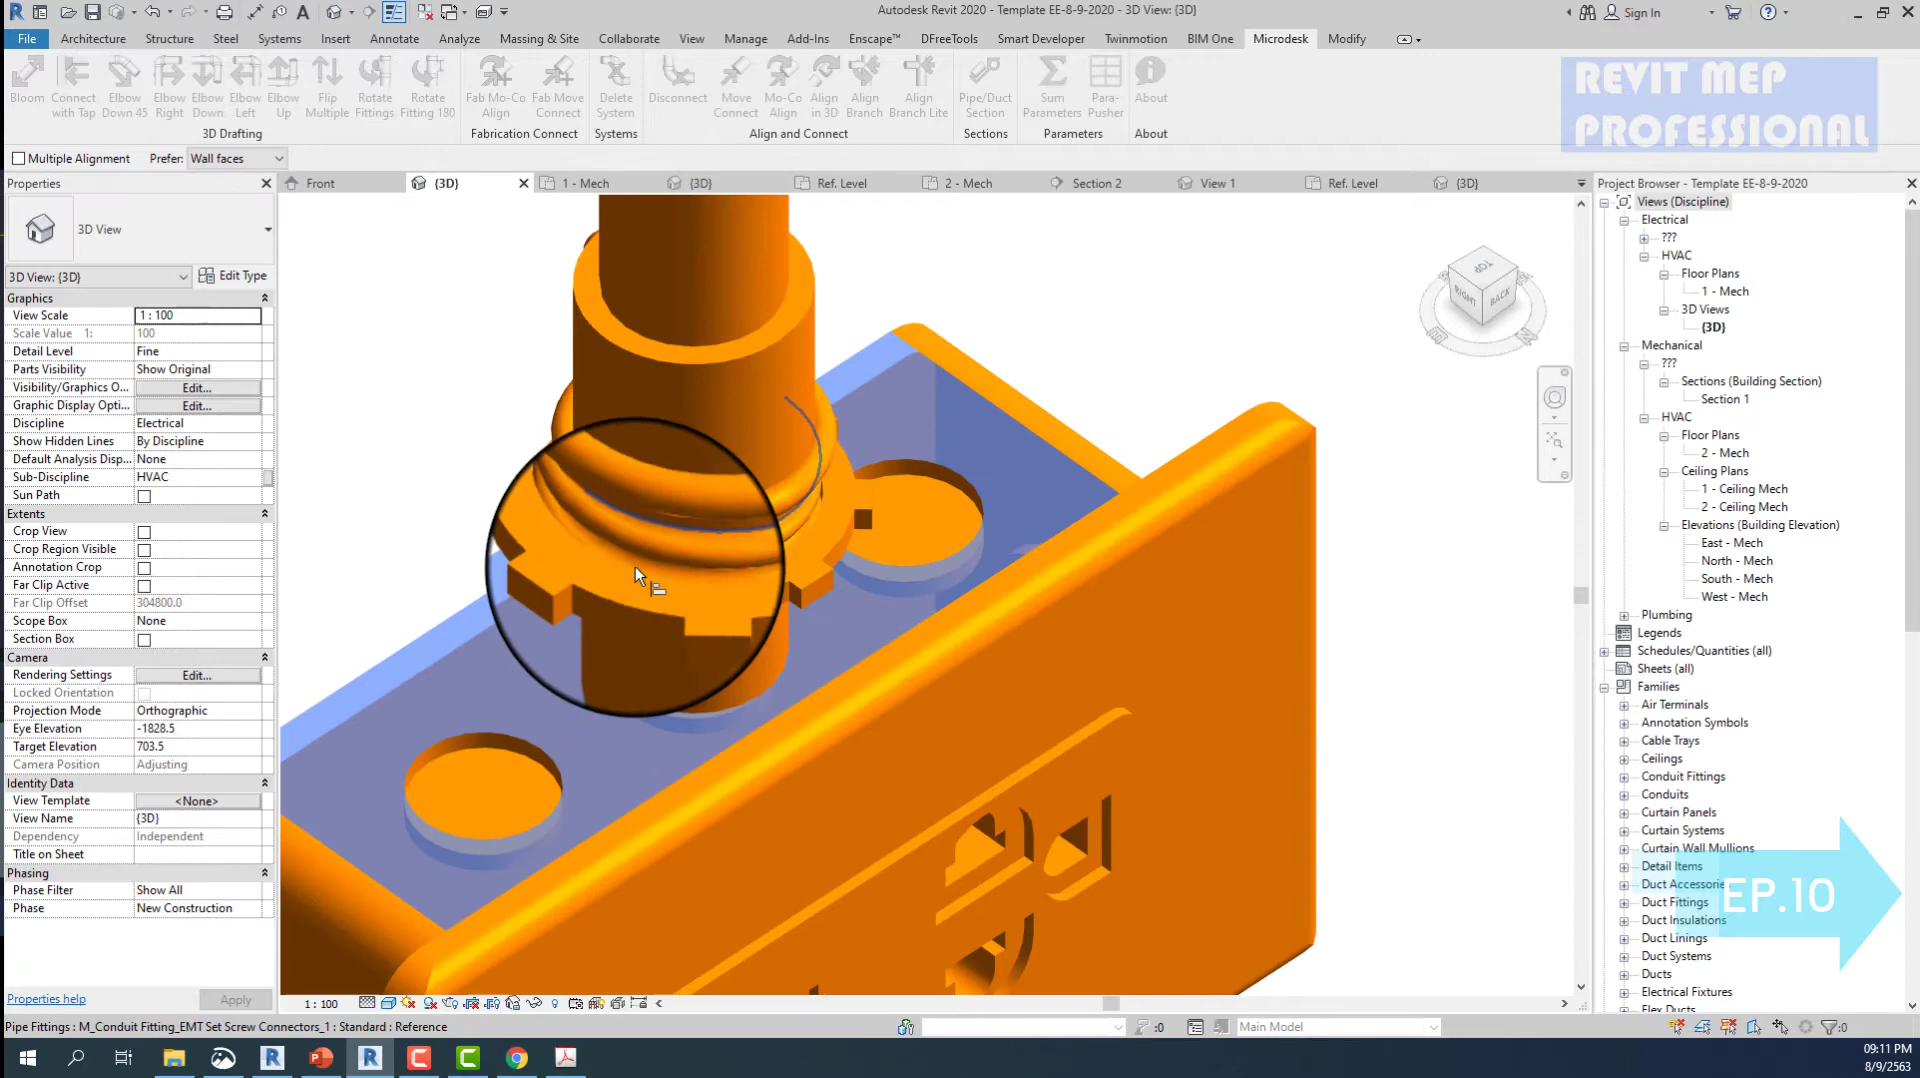 Autodesk Revit 2020 - Template EE-8-9-2020 - 3D View: {3D}
Sign In
File Architecture Structure Steel Systems Insert Annotate Analyze Massing & Site Collaborate View Manage Add-Ins Enscape™ DFreeTools Smart Developer Twinmotion BIM One Microdesk Modify
Bloom
Connect with Tap
Elbow Down 45
Elbow Right
Elbow Down
Elbow Left
Elbow Up
Flip Multiple
Rotate Fittings
Rotate Fitting 180
Fab Mo-Co Align
Fab Move Connect
Delete System
Disconnect
Move Connect
Mo-Co Align
Align in 3D
Align Branch
Align Branch Lite
Pipe/Duct Section
Sum Parameters
Para-Pusher
About
3D Drafting
Fabrication Connect
Systems
Align and Connect
Sections
Parameters
About
REVIT MEP
PROFESSIONAL
Multiple Alignment Prefer: Wall faces
Properties
Front
{3D}
1 - Mech
{3D}
Ref. Level
2 - Mech
Section 2
View 1
Ref. Level
{3D}
3D View
3D View: {3D} Edit Type
Graphics
View Scale 1 : 100
Scale Value 1: 100
Detail Level Fine
Parts Visibility Show Original
Visibility/Graphics O... Edit...
Graphic Display Opti... Edit...
Discipline Electrical
Show Hidden Lines By Discipline
Default Analysis Disp... None
Sub-Discipline HVAC
Sun Path
Extents
Crop View
Crop Region Visible
Annotation Crop
Far Clip Active
Far Clip Offset 304800.0
Scope Box None
Section Box
Camera
Rendering Settings Edit...
Locked Orientation
Projection Mode Orthographic
Eye Elevation -1828.5
Target Elevation 703.5
Camera Position Adjusting
Identity Data
View Template <None>
View Name {3D}
Dependency Independent
Title on Sheet
Phasing
Phase Filter Show All
Phase New Construction
Properties help Apply
TOP
RIGHT
BACK
Project Browser - Template EE-8-9-2020
Views (Discipline)
Electrical
???
HVAC
Floor Plans
1 - Mech
3D Views
{3D}
Mechanical
???
Sections (Building Section)
Section 1
HVAC
Floor Plans
2 - Mech
Ceiling Plans
1 - Ceiling Mech
2 - Ceiling Mech
Elevations (Building Elevation)
East - Mech
North - Mech
South - Mech
West - Mech
Plumbing
Legends
Schedules/Quantities (all)
Sheets (all)
Families
Air Terminals
Annotation Symbols
Cable Trays
Ceilings
Conduit Fittings
Conduits
Curtain Panels
Curtain Systems
Curtain Wall Mullions
Detail Items
Duct Accessorie
Duct Fittings
Duct Insulations
Duct Linings
Duct Systems
Ducts
Electrical Fixtures
Flex Ducts
EP.10
1 : 100
Pipe Fittings : M_Conduit Fitting_EMT Set Screw Connectors_1 : Standard : Reference
:0
Main Model
:0
09:11 PM
8/9/2563